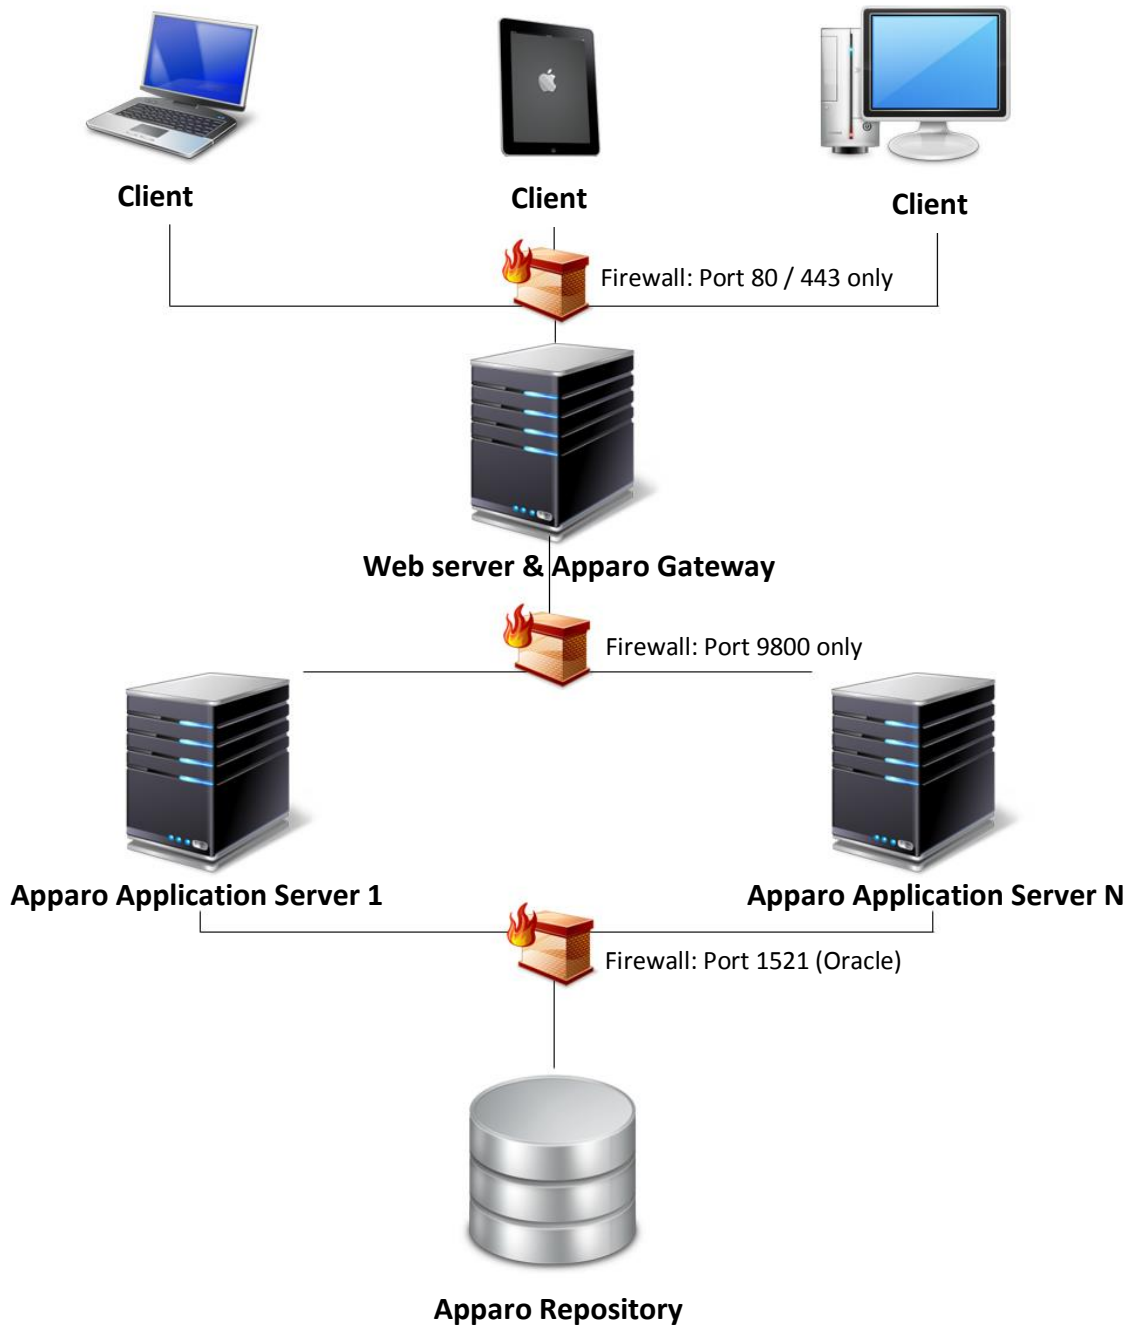 Client
Client
Client
Firewall: Port 80 / 443 only
Web server & Apparo Gateway
Firewall: Port 9800 only
Apparo Application Server 1
Apparo Application Server N
Firewall: Port 1521 (Oracle)
Apparo Repository